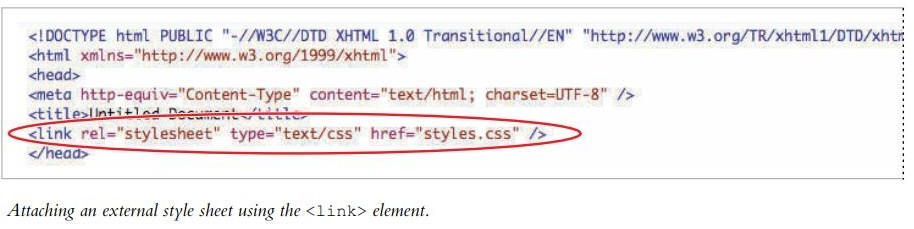 <!DOCTYPE html PUBLIC "-//W3C//DTD XHTML 1.0 Transitional//EN" "http://www.w3.org/TR/xhtml1/DTD/xhtm
<html xmlns="http://www.w3.org/1999/xhtml">
<head>
<meta http-equiv="Content-Type" content="text/html; charset=UTF-8" />
<title>Untitled Document</title>
<link rel="stylesheet" type="text/css" href="styles.css" />
</head>
Attaching an external style sheet using the <link> element.